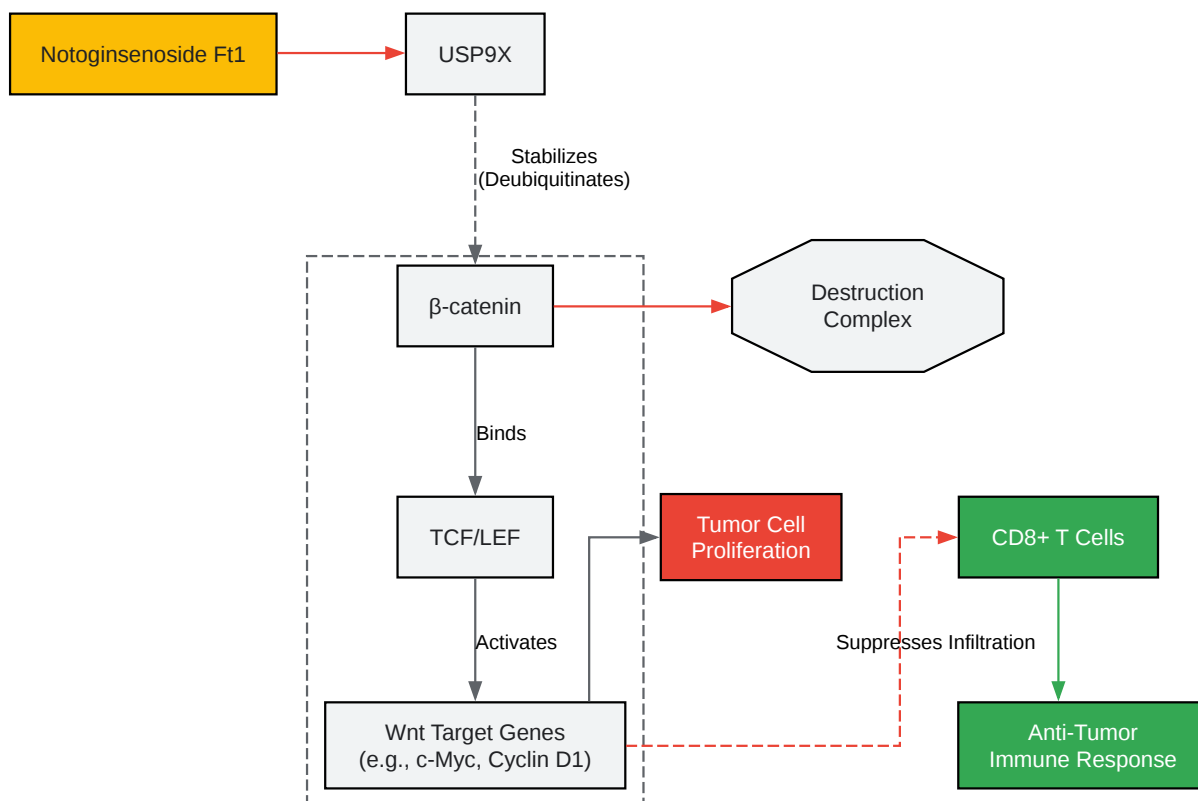 Notoginsenoside Ft1
USP9X
Stabilizes
(Deubiquitinates)
β-catenin
Destruction
Complex
Binds
TCF/LEF
Tumor Cell
Proliferation
CD8+ T Cells
Activates
Suppresses Infiltration
Wnt Target Genes
(e.g., c-Myc, Cyclin D1)
Anti-Tumor
Immune Response